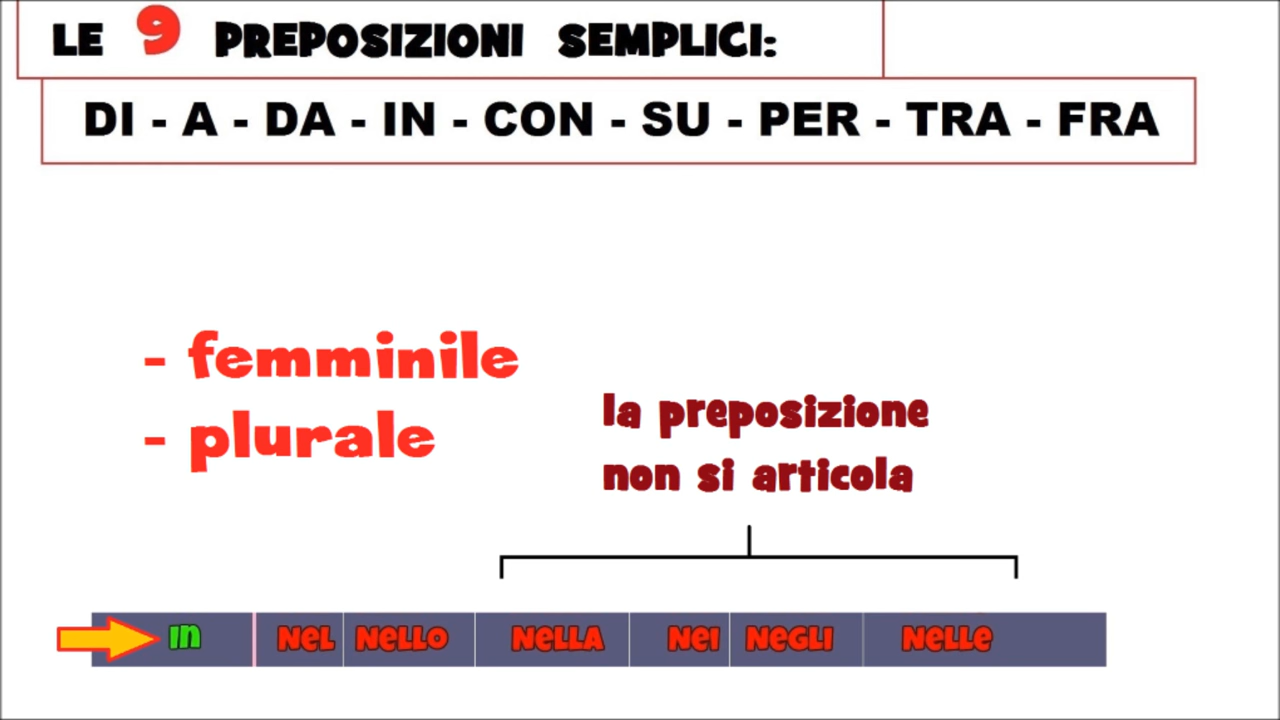 LE 9 PREPOSIZIONI SEMPLICI:
DI - A - DA - IN - CON - SU - PER - TRA - FRA
- femminile
- plurale
la preposizione
non si articola
in NeL NeLLO NeLLA NeI NeGLI NeLLe